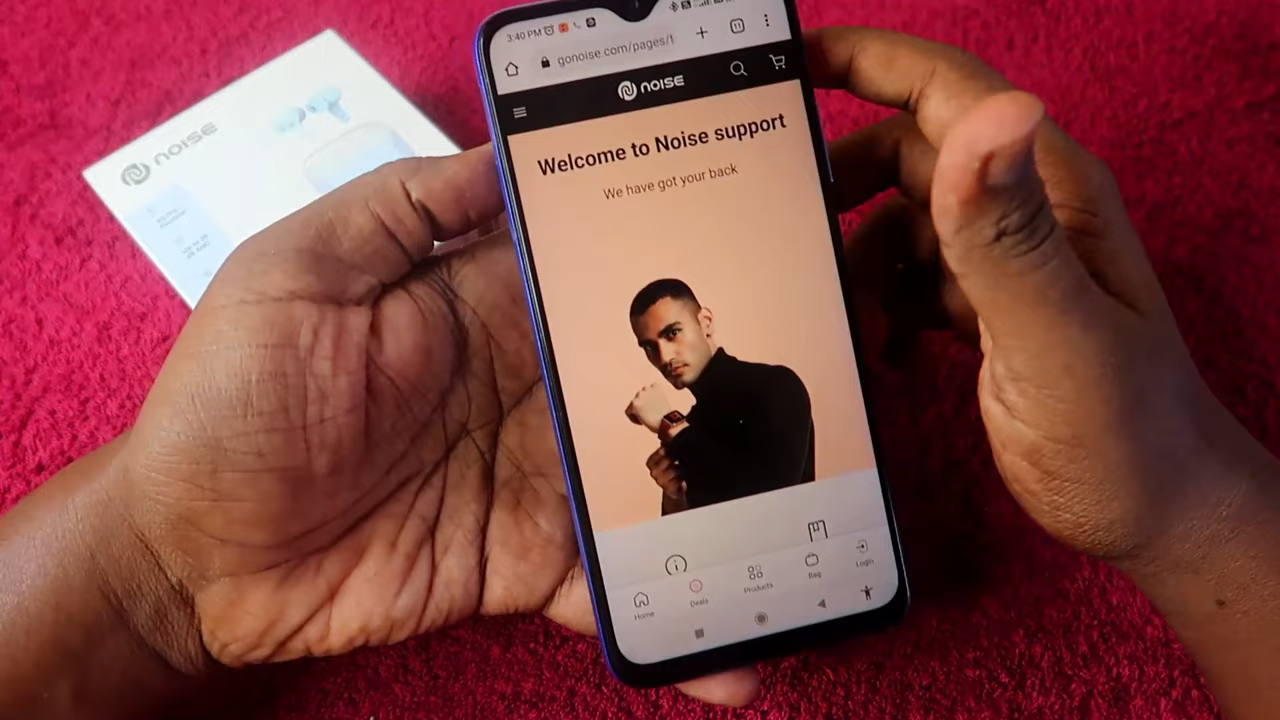 3:40 PM
gonoise.com/pages/
11
NOISE
Welcome to Noise support
We have got your back
Home
Deals
Products
Bag
Login
NOISE